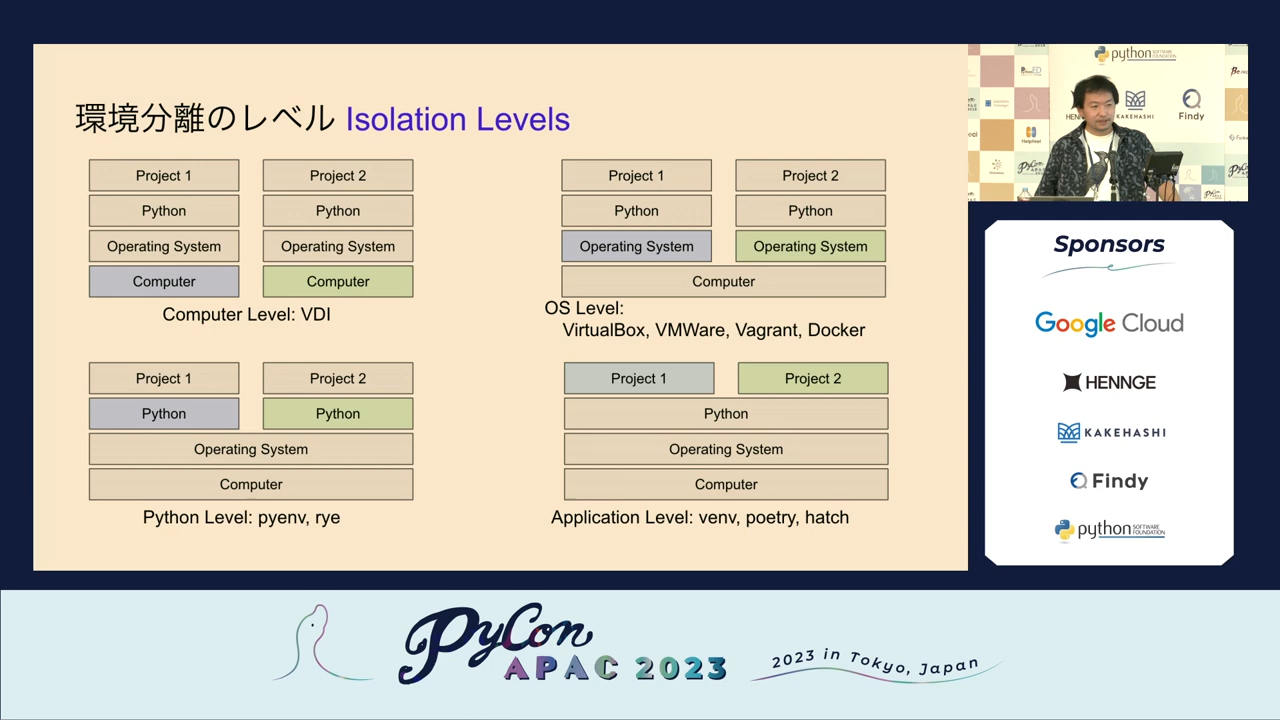 環境分離のレベル Isolation Levels
Project 1
Project 2
Python
Python
Operating System
Operating System
Computer
Computer
Computer Level: VDI
Project 1
Project 2
Python
Python
Operating System
Operating System
Computer
OS Level:
VirtualBox, VMWare, Vagrant, Docker
Project 1
Project 2
Python
Python
Operating System
Computer
Python Level: pyenv, rye
Project 1
Project 2
Python
Operating System
Computer
Application Level: venv, poetry, hatch
python
KAKEHASHI
Findy
Sponsors
Google Cloud
HENNGE
KAKEHASHI
Findy
python SOFTWARE
FOUNDATION
PyCon
APAC 2023
2023 in Tokyo, Japan